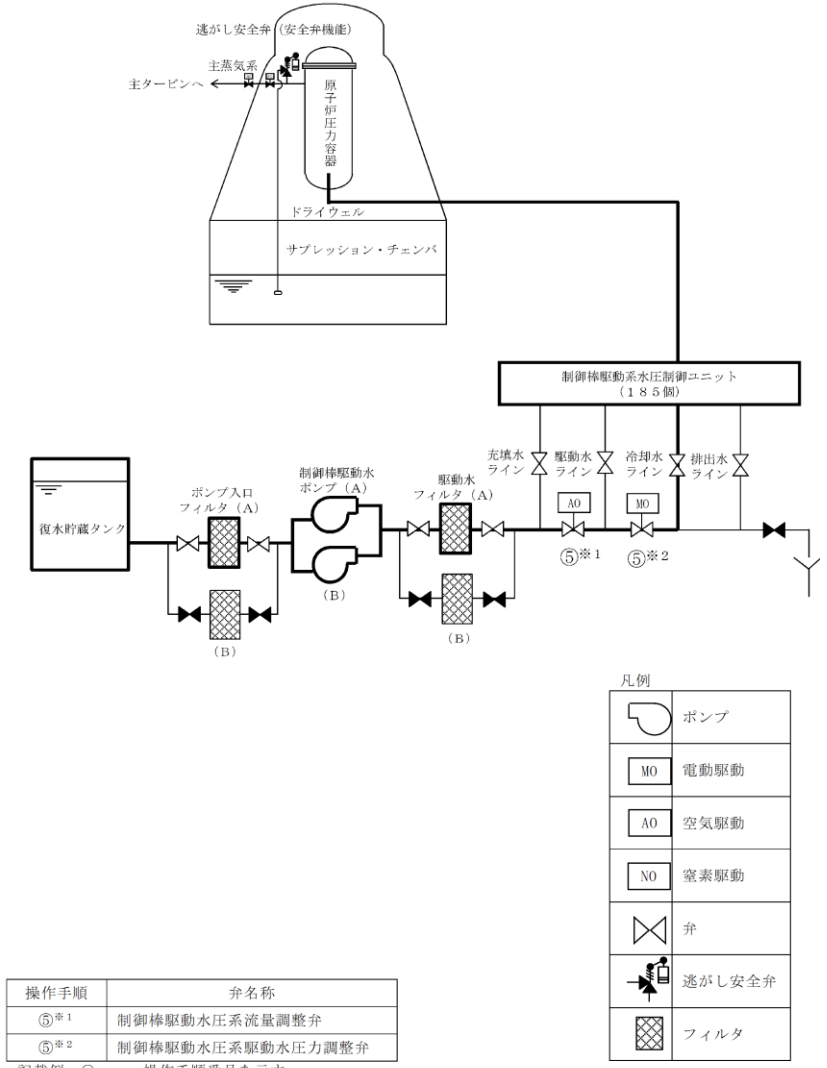 逃がし安全弁（安全弁機能）
主蒸気系
主タービンへ
原子炉圧力容器
ドライウェル
サプレッション・チェンバ
制御棒駆動系水圧制御ユニット
（１８５個）
充填水
ライン
駆動水
ライン
冷却水
ライン
排出水
ライン
復水貯蔵タンク
ポンプ入口
フィルタ（A）
制御棒駆動水
ポンプ（A）
駆動水
フィルタ（A）
AO
MO
⑤※１
⑤※２
(B)
(B)
(B)
凡例
ポンプ
MO 電動駆動
AO 空気駆動
NO 窒素駆動
弁
逃がし安全弁
フィルタ
操作手順 弁名称
⑤※１ 制御棒駆動水圧系流量調整弁
⑤※２ 制御棒駆動水圧系駆動水圧力調整弁